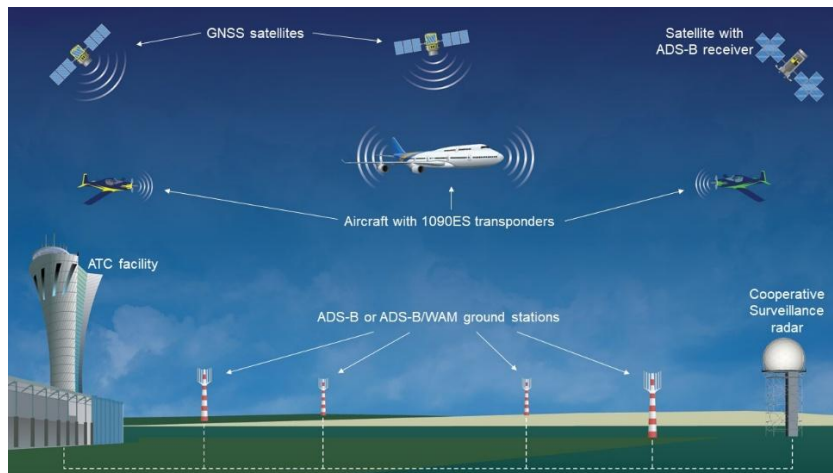 GNSS satellites
Satellite with
ADS-B receiver
Aircraft with 1090ES transponders
ATC facility
ADS-B or ADS-B/WAM ground stations
Cooperative
Surveillance
radar